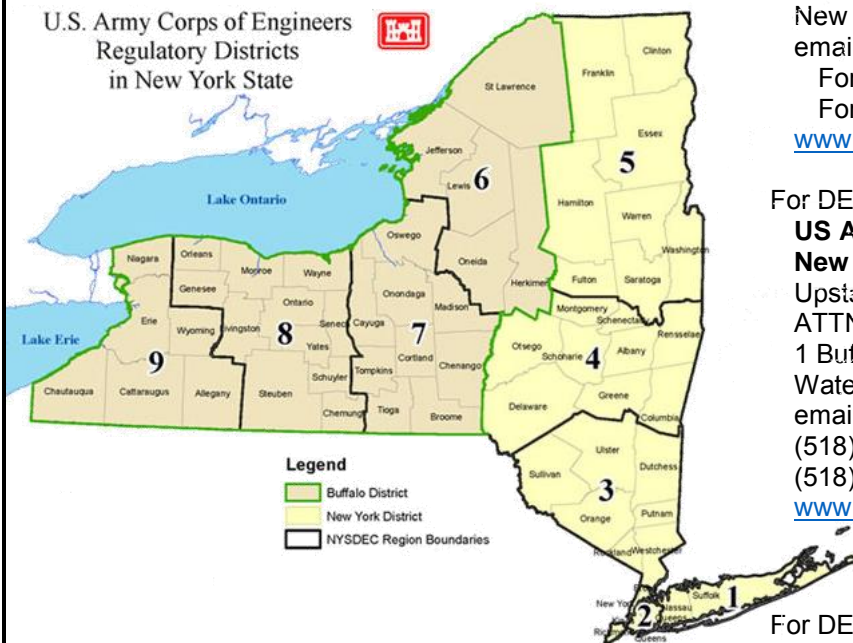 U.S. Army Corps of Engineers
Regulatory Districts
in New York State
Clinton
Franklin
St Lawrence
Essex
Jefferson
6
5
Lewis
Lake Ontario
Hamilton
Warren
Oswego
Washington
Oneida
Niagara
Orleans
Monroe
Wayne
Herkimer
Fulton
Saratoga
Genesee
Onondaga
Madison
Montgomery
Ontario
Erie
Seneca
Cayuga
Schenectady
Rensselaer
Lake Erie
Wyoming
Livingston
8
7
Otsego
Schoharie
4
Albany
9
Yates
Cortland
Chenango
Schuyler
Tompkins
Greene
Chautauqua
Cattaraugus
Allegany
Steuben
Chemung
Tioga
Broome
Delaware
Columbia
Ulster
Sullivan
Dutchess
3
Orange
Putnam
Rockland
Westchester
Suffolk
1
Nassau
2
Queens
Queens
Legend
Buffalo District
New York District
NYSDEC Region Boundaries
New
emai
For
For
www
For DE
US A
New
Upsta
ATTN
1 Buf
Wate
emai
(518)
(518)
www
For DE